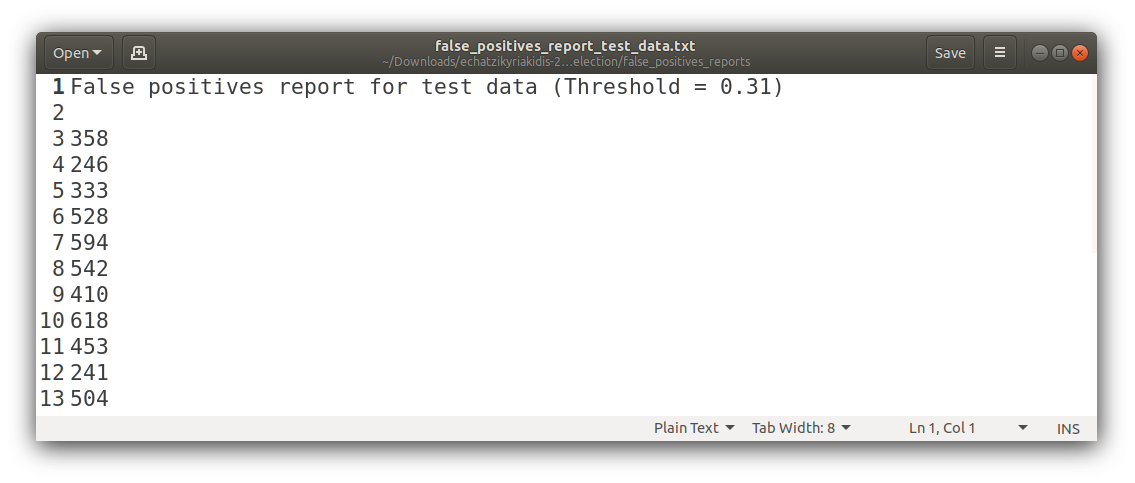 Open
false_positives_report_test_data.txt
~/Downloads/echatzikyriakidis-2…election/false_positives_reports
Save
1 False positives report for test data (Threshold = 0.31)
2
3 358
4 246
5 333
6 528
7 594
8 542
9 410
10 618
11 453
12 241
13 504
Plain Text Tab Width: 8 Ln 1, Col 1 INS